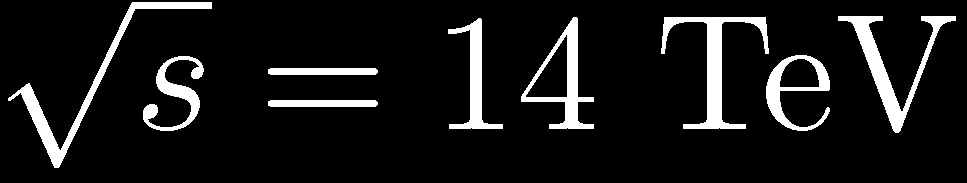 √s = 14 TeV